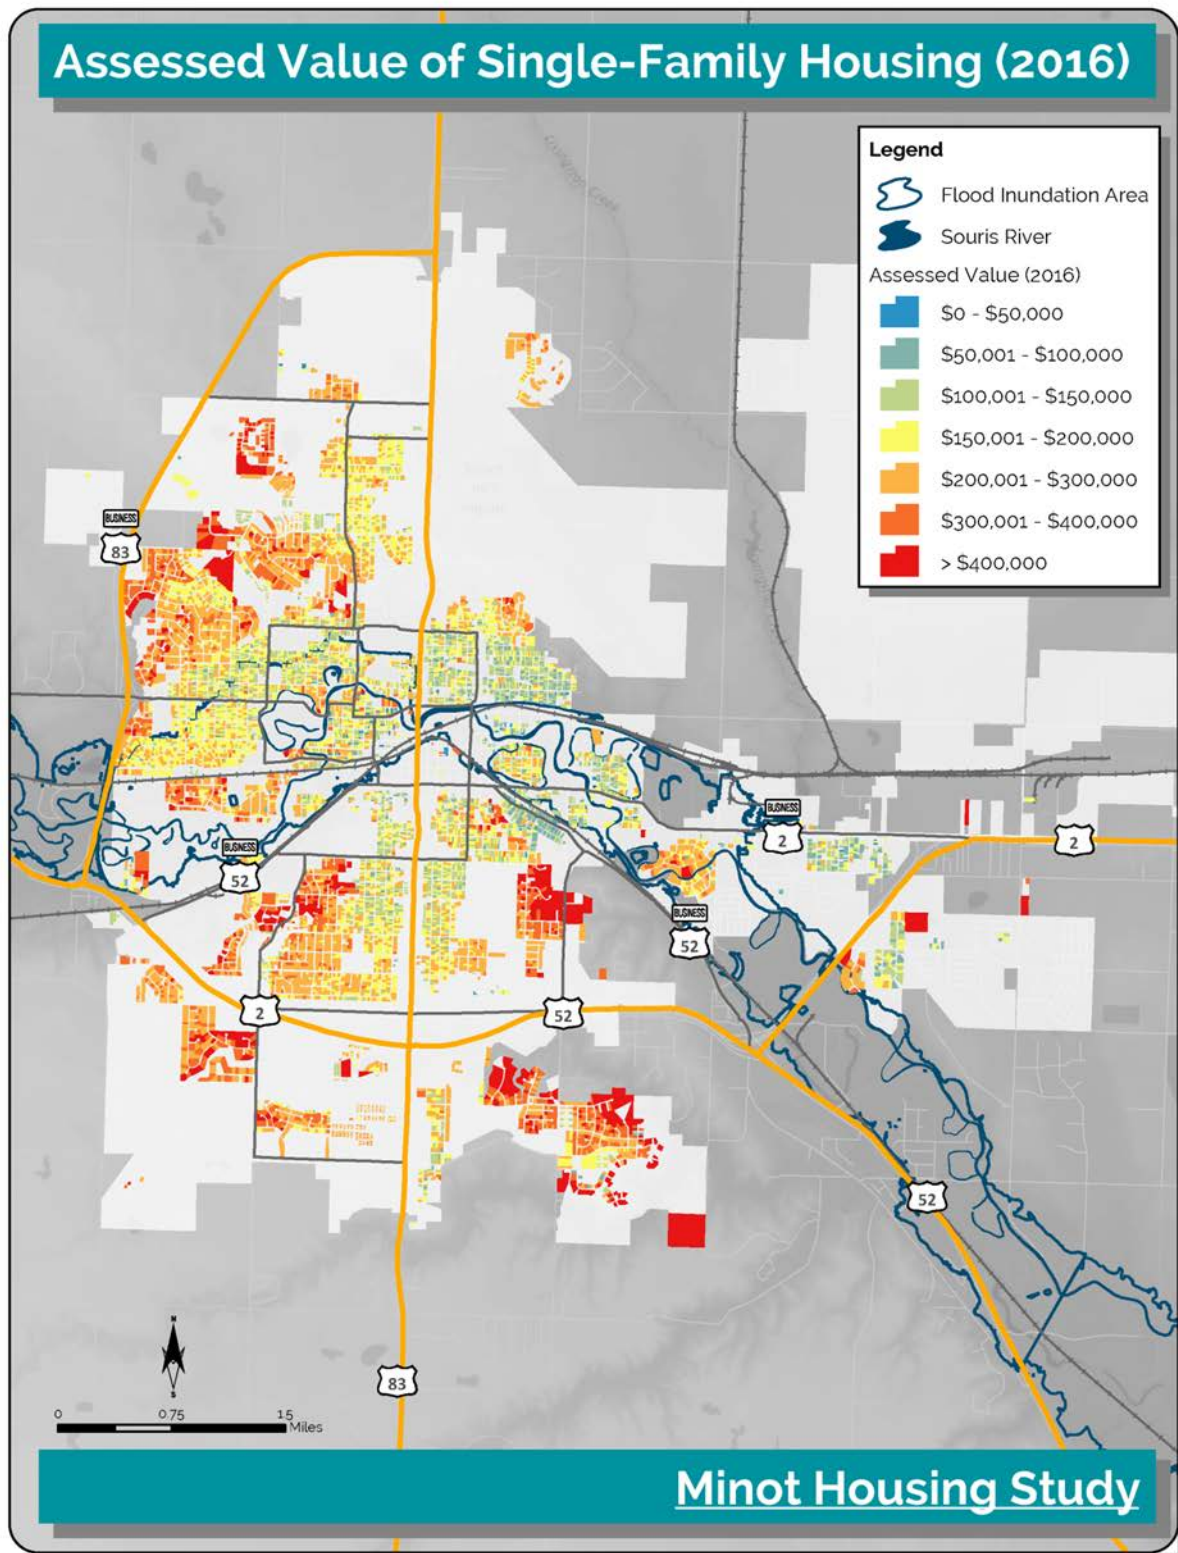 Assessed Value of Single-Family Housing (2016)
Legend
Flood Inundation Area
Souris River
Assessed Value (2016)
$0 - $50,000
$50,001 - $100,000
$100,001 - $150,000
$150,001 - $200,000
$200,001 - $300,000
$300,001 - $400,000
> $400,000
BUSINESS
83
BUSINESS
2
2
BUSINESS
52
BUSINESS
52
2
52
52
83
N
S
0 0.75 1.5
Miles
Minot Housing Study